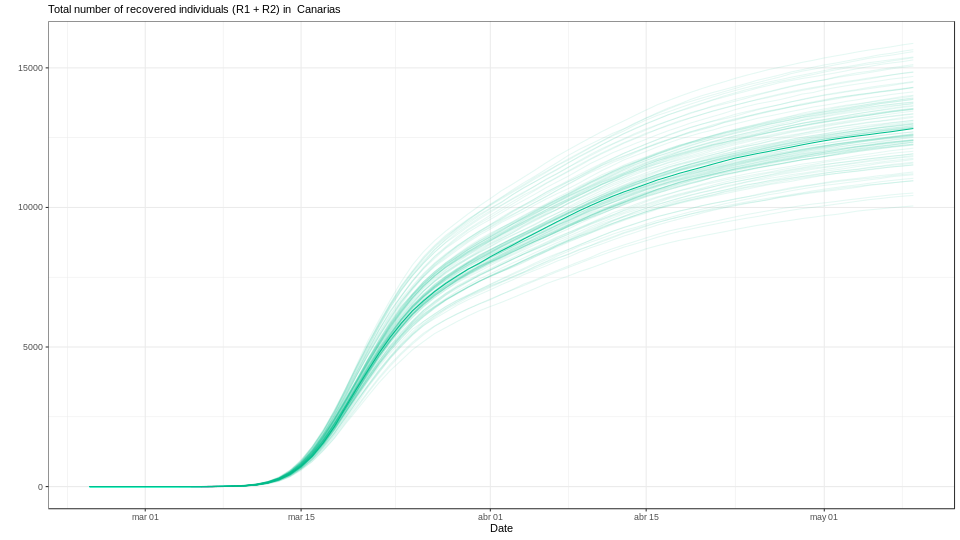 Total number of recovered individuals (R1 + R2) in  Canarias
15000
10000
5000
0
mar 01
mar 15
abr 01
abr 15
may 01
Date